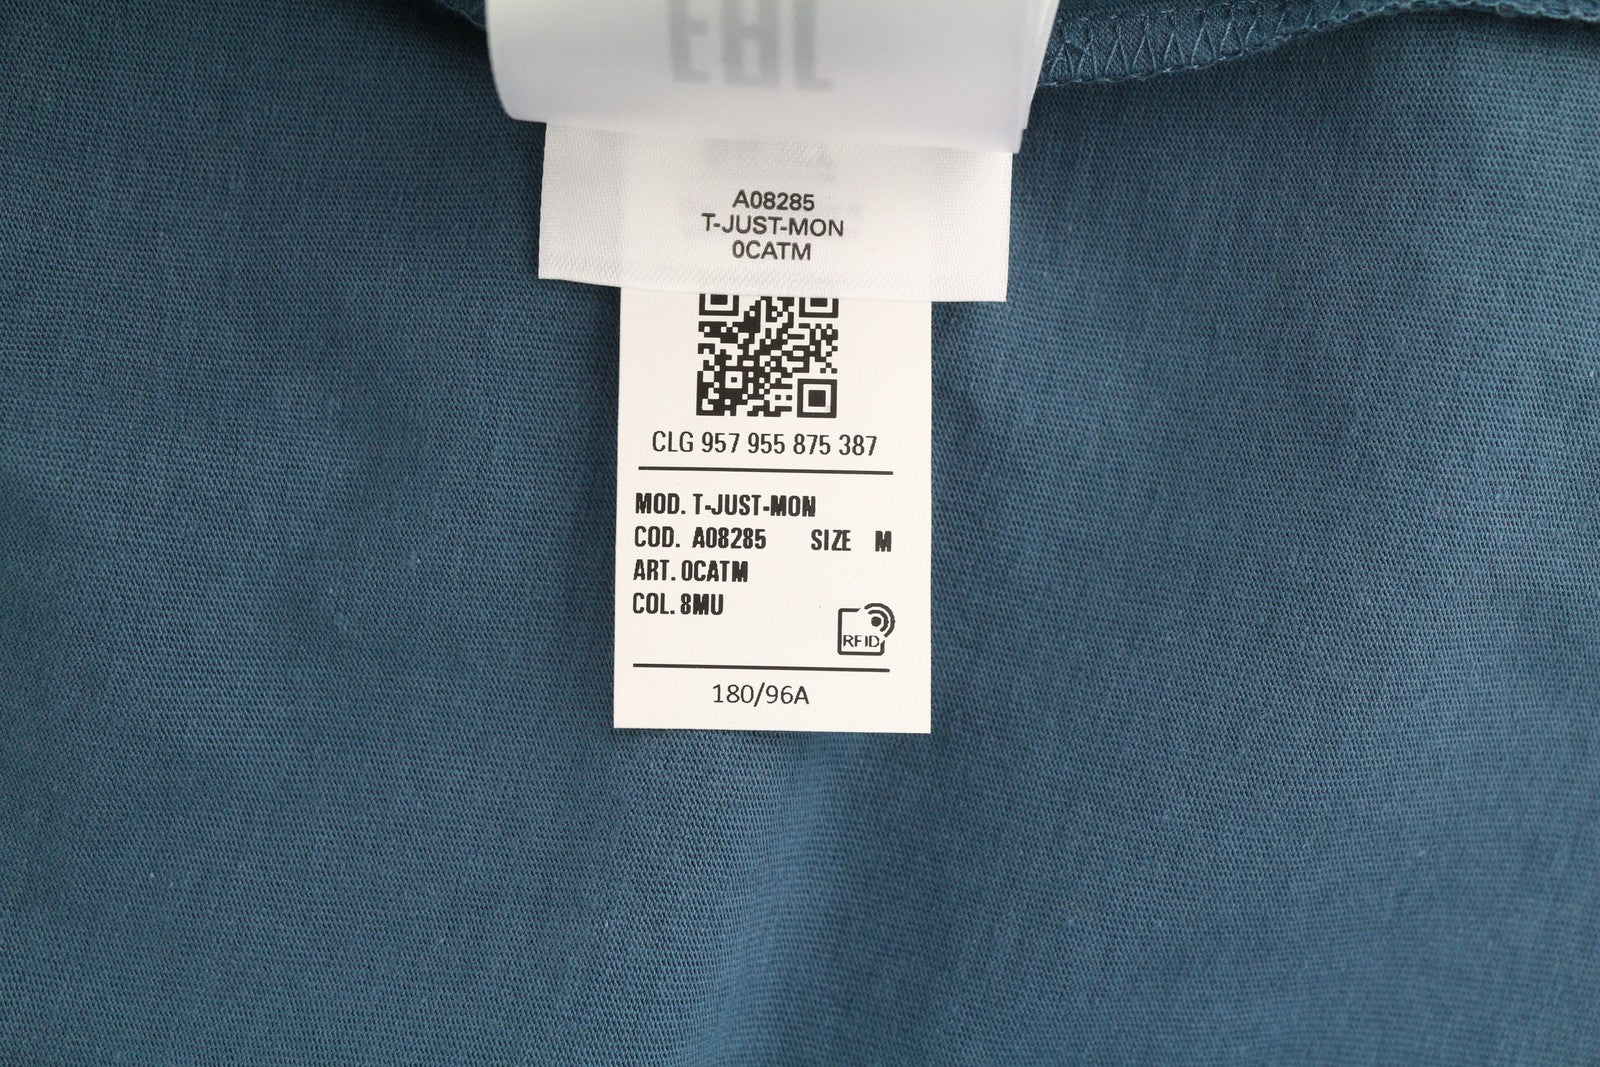 EAC
A08285
T-JUST-MON
0CATM
CLG 957 955 875 387
MOD. T-JUST-MON
COD. A08285 SIZE M
ART. 0CATM
COL. 8MU
RFID
180/96A